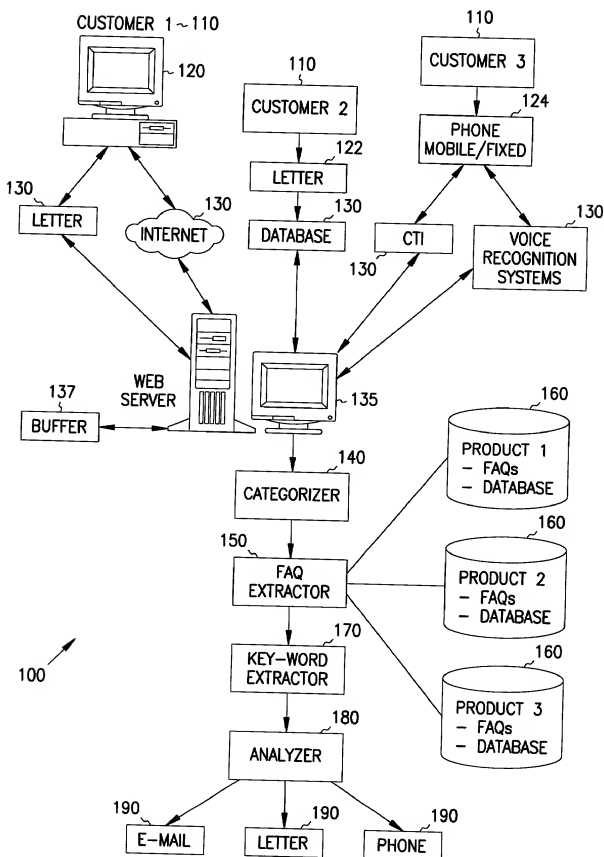 CUSTOMER 1~110
120
110
CUSTOMER 2
110
CUSTOMER 3
122
LETTER
124
PHONE
MOBILE/FIXED
130
LETTER
130
INTERNET
130
DATABASE
CTI
130
130
VOICE
RECOGNITION
SYSTEMS
WEB
SERVER
135
137
BUFFER
140
CATEGORIZER
150
FAQ
EXTRACTOR
160
PRODUCT 1
- FAQs
- DATABASE
160
PRODUCT 2
- FAQs
- DATABASE
160
PRODUCT 3
- FAQs
- DATABASE
170
KEY-WORD
EXTRACTOR
100
180
ANALYZER
190
E-MAIL
190
LETTER
190
PHONE